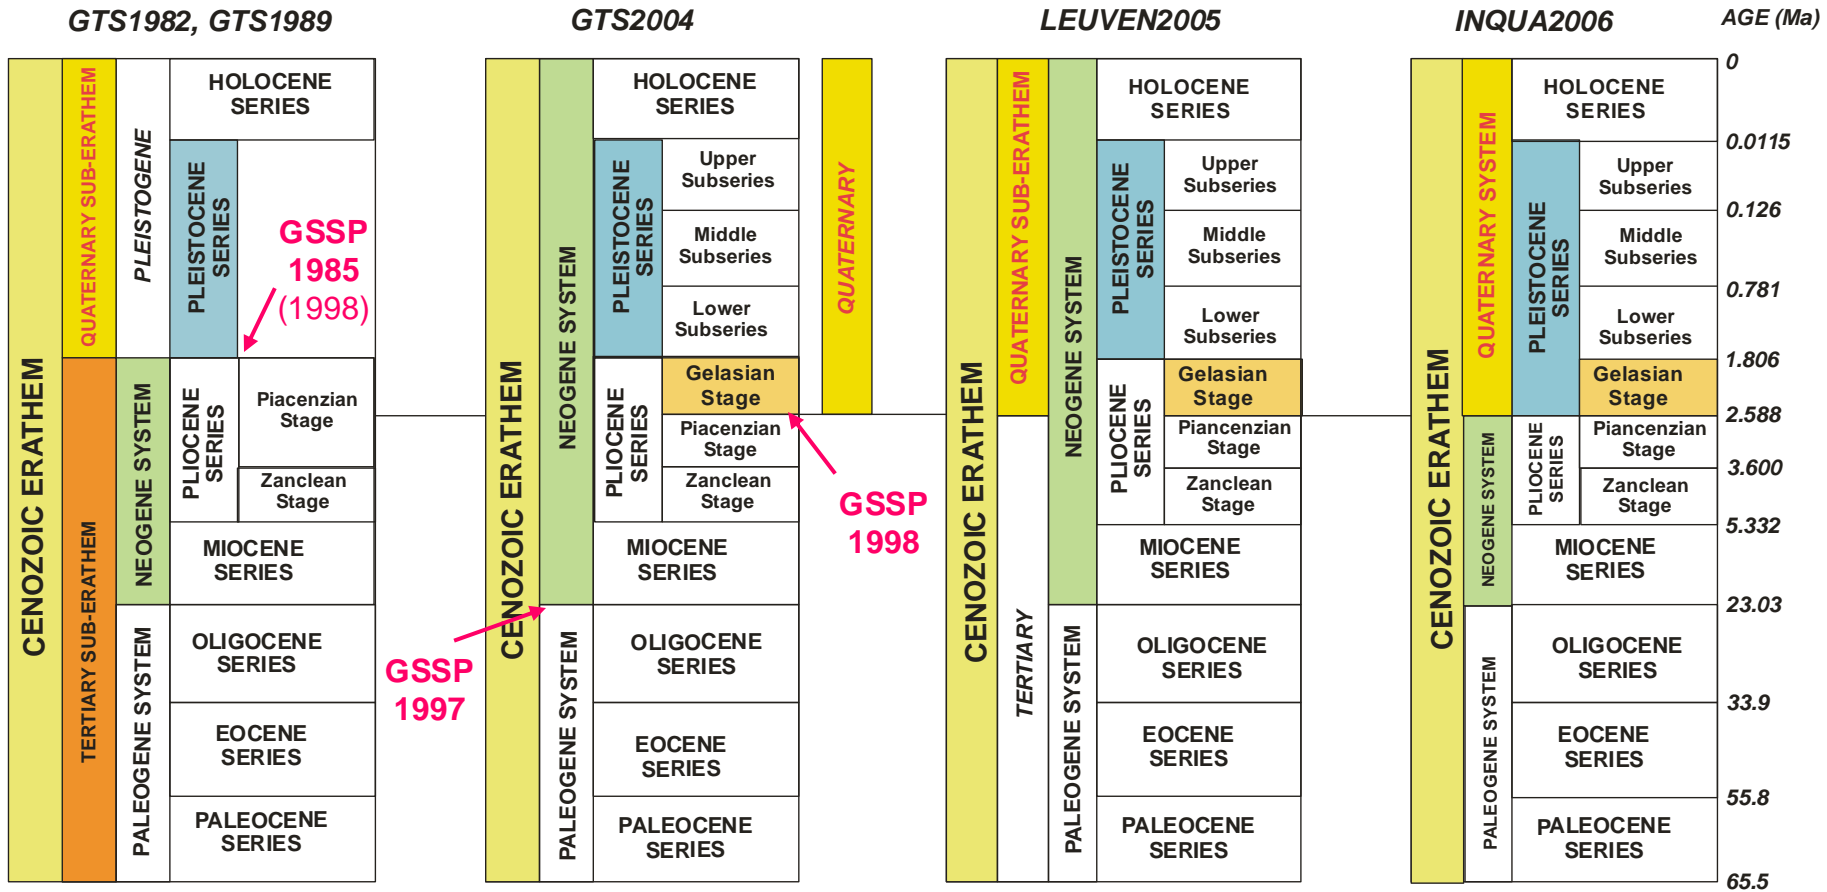 GTS1982, GTS1989
GTS2004
LEUVEN2005
INQUA2006
AGE (Ma)
CENOZOIC ERATHEM
QUATERNARY SUB-ERATHEM
TERTIARY SUB-ERATHEM
PLEISTOGENE
NEOGENE SYSTEM
PALEOGENE SYSTEM
HOLOCENE
SERIES
PLEISTOCENE
SERIES
GSSP
1985
(1998)
PLIOCENE
SERIES
Piacenzian
Stage
Zanclean
Stage
MIOCENE
SERIES
OLIGOCENE
SERIES
EOCENE
SERIES
PALEOCENE
SERIES
GSSP
1997
CENOZOIC ERATHEM
NEOGENE SYSTEM
PALEOGENE SYSTEM
HOLOCENE
SERIES
PLEISTOCENE
SERIES
Upper
Subseries
Middle
Subseries
Lower
Subseries
PLIOCENE
SERIES
Gelasian
Stage
Piacenzian
Stage
Zanclean
Stage
MIOCENE
SERIES
OLIGOCENE
SERIES
EOCENE
SERIES
PALEOCENE
SERIES
QUATERNARY
GSSP
1998
CENOZOIC ERATHEM
QUATERNARY SUB-ERATHEM
TERTIARY
NEOGENE SYSTEM
PALEOGENE SYSTEM
HOLOCENE
SERIES
PLEISTOCENE
SERIES
Upper
Subseries
Middle
Subseries
Lower
Subseries
PLIOCENE
SERIES
Gelasian
Stage
Piancenzian
Stage
Zanclean
Stage
MIOCENE
SERIES
OLIGOCENE
SERIES
EOCENE
SERIES
PALEOCENE
SERIES
CENOZOIC ERATHEM
QUATERNARY SYSTEM
NEOGENE SYSTEM
PALEOGENE SYSTEM
HOLOCENE
SERIES
PLEISTOCENE
SERIES
Upper
Subseries
Middle
Subseries
Lower
Subseries
Gelasian
Stage
PLIOCENE
SERIES
Piancenzian
Stage
Zanclean
Stage
MIOCENE
SERIES
OLIGOCENE
SERIES
EOCENE
SERIES
PALEOCENE
SERIES
0
0.0115
0.126
0.781
1.806
2.588
3.600
5.332
23.03
33.9
55.8
65.5